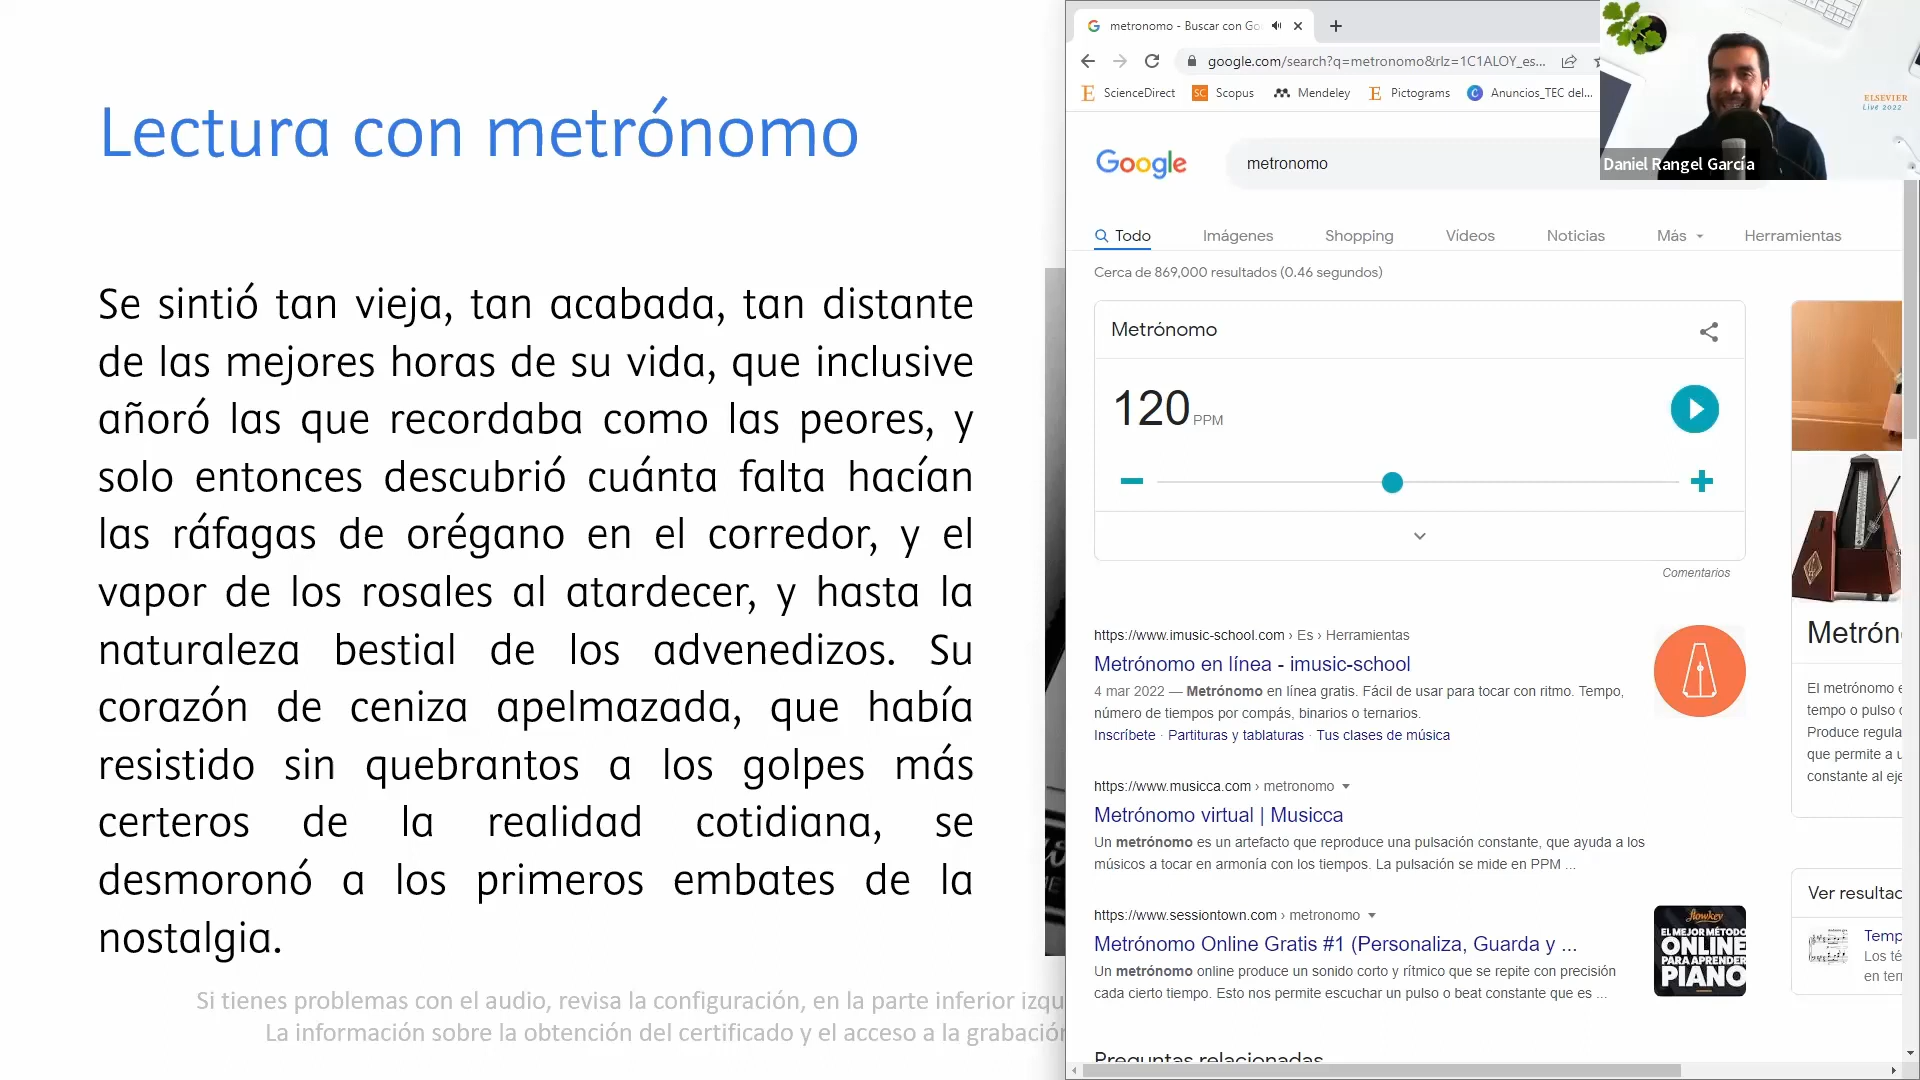 Lectura con metrónomo
Se sintió tan vieja, tan acabada, tan distante
de las mejores horas de su vida, que inclusive
añoró las que recordaba como las peores, y
solo entonces descubrió cuánta falta hacían
las ráfagas de orégano en el corredor, y el
vapor de los rosales al atardecer, y hasta la
naturaleza bestial de los advenedizos. Su
corazón de ceniza apelmazada, que había
resistido sin quebrantos a los golpes más
certeros de la realidad cotidiana, se
desmoronó a los primeros embates de la
nostalgia.
Si tienes problemas con el audio, revisa la configuración, en la parte inferior izqu
La información sobre la obtención del certificado y el acceso a la grabación
metronomo - Buscar con Go
google.com/search?q=metronomo&rlz=1C1ALOY_es...
ScienceDirect Scopus Mendeley Pictograms Anuncios_TEC del...
Google
metronomo
Todo Imágenes Shopping Vídeos Noticias Más Herramientas
Cerca de 869,000 resultados (0.46 segundos)
Metrónomo
120 PPM
Comentarios
https://www.imusic-school.com › Es › Herramientas
Metrónomo en línea - imusic-school
4 mar 2022 — Metrónomo en línea gratis. Fácil de usar para tocar con ritmo. Tempo,
número de tiempos por compás, binarios o ternarios.
Inscríbete · Partituras y tablaturas · Tus clases de música
https://www.musicca.com › metronomo
Metrónomo virtual | Musicca
Un metrónomo es un artefacto que reproduce una pulsación constante, que ayuda a los
músicos a tocar en armonía con los tiempos. La pulsación se mide en PPM ...
https://www.sessiontown.com › metronomo
Metrónomo Online Gratis #1 (Personaliza, Guarda y ...
Un metrónomo online produce un sonido corto y rítmico que se repite con precisión
cada cierto tiempo. Esto nos permite escuchar un pulso o beat constante que es ...
flowkey
EL MEJOR MÉTODO
ONLINE
PARA APRENDER
PIANO
Preguntas relacionadas
Metrón
El metrónomo e
tempo o pulso
Produce regula
que permite a u
constante al eje
Ver resultad
Temp
Los té
en terr
ELSEVIER
Live 2022
Daniel Rangel García